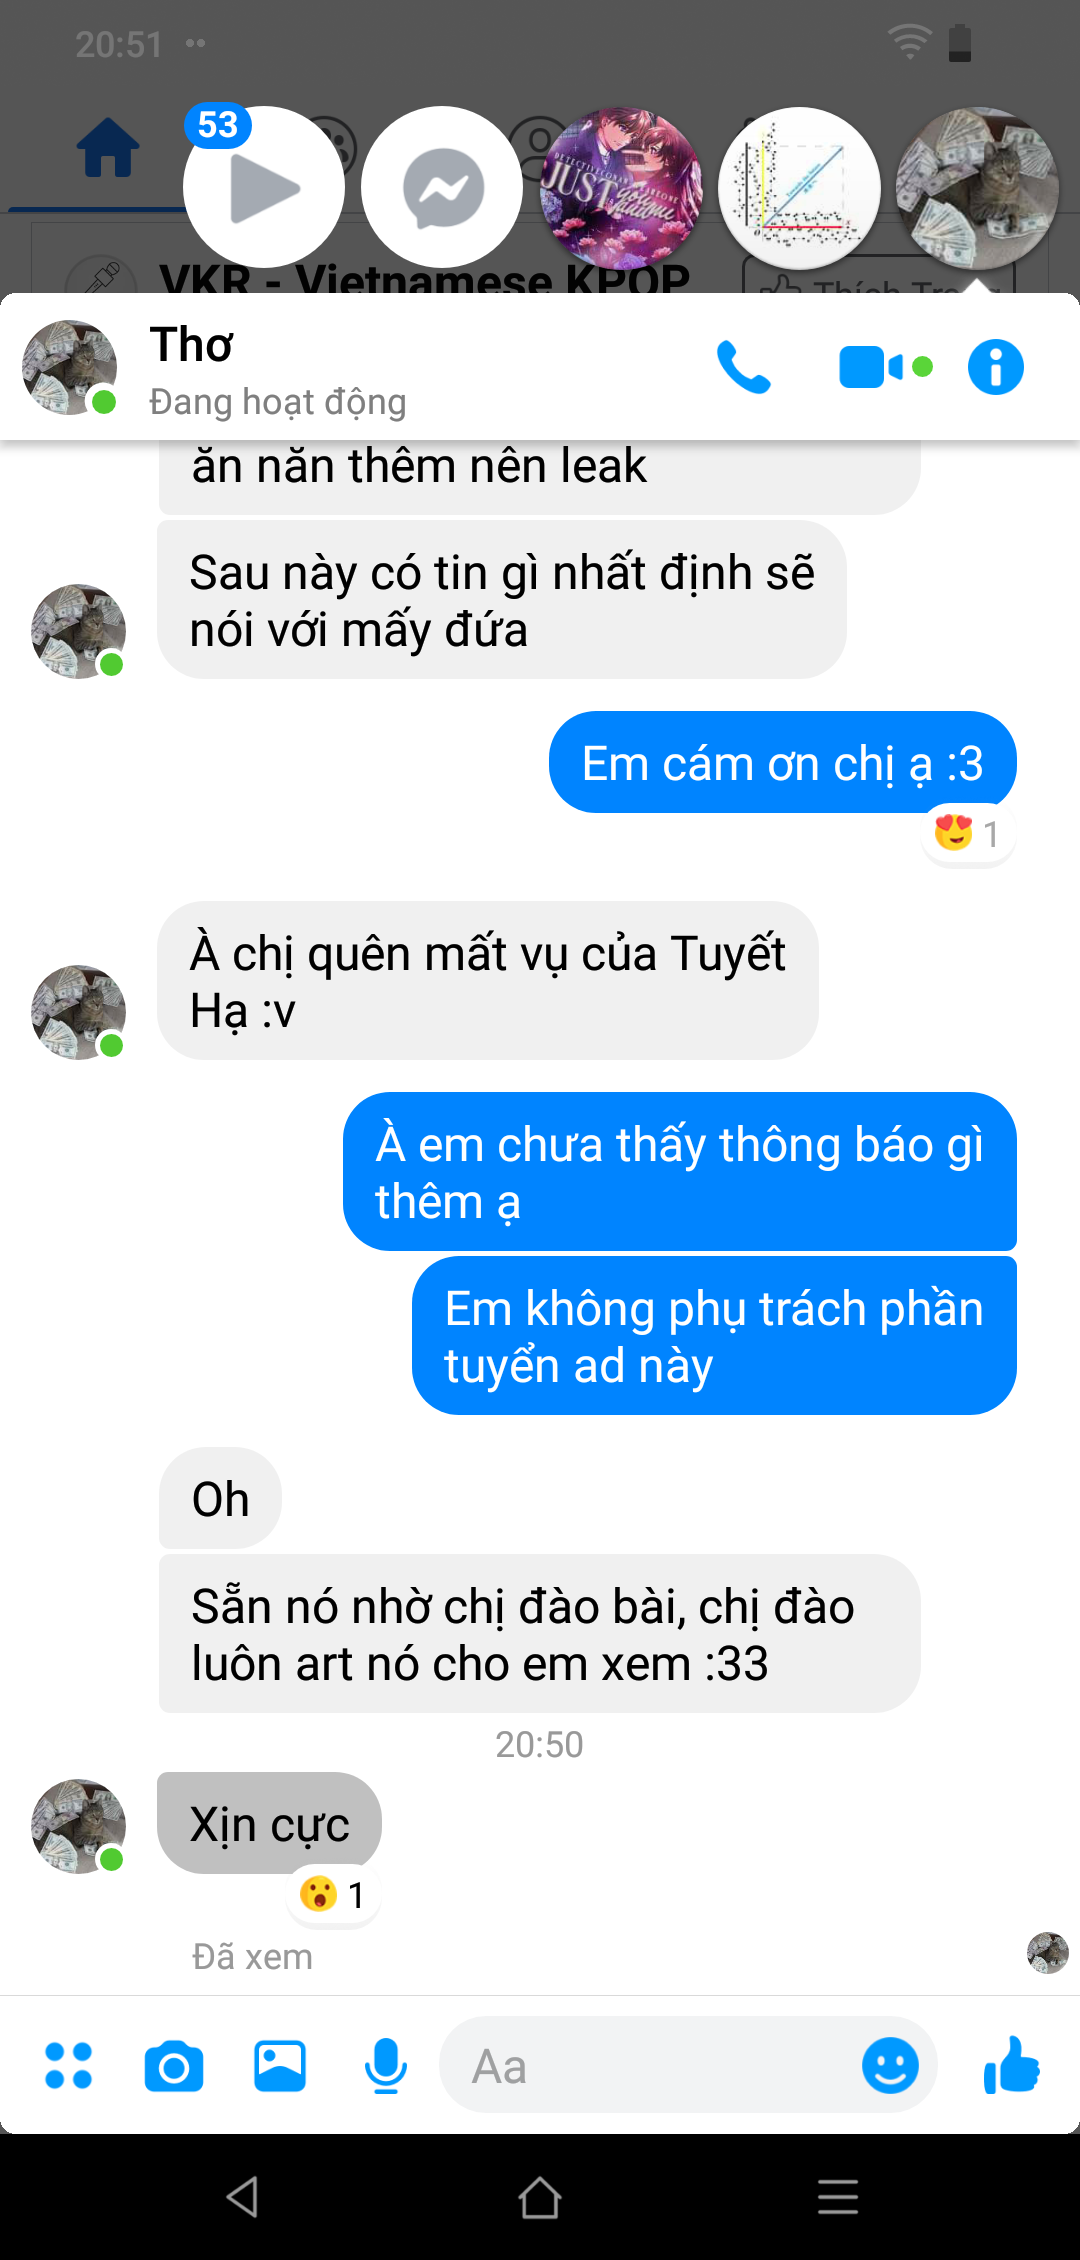 20:51
53
DETECTIVE CONAN
JUST
VKR - Vietnamese KPOP
Thơ
Đang hoạt động
ăn năn thêm nên leak
Sau này có tin gì nhất định sẽ
nói với mấy đứa
Em cám ơn chị ạ :3
1
À chị quên mất vụ của Tuyết
Hạ :v
À em chưa thấy thông báo gì
thêm ạ
Em không phụ trách phần
tuyển ad này
Oh
Sẵn nó nhờ chị đào bài, chị đào
luôn art nó cho em xem :33
20:50
Xịn cực
1
Đã xem
Aa